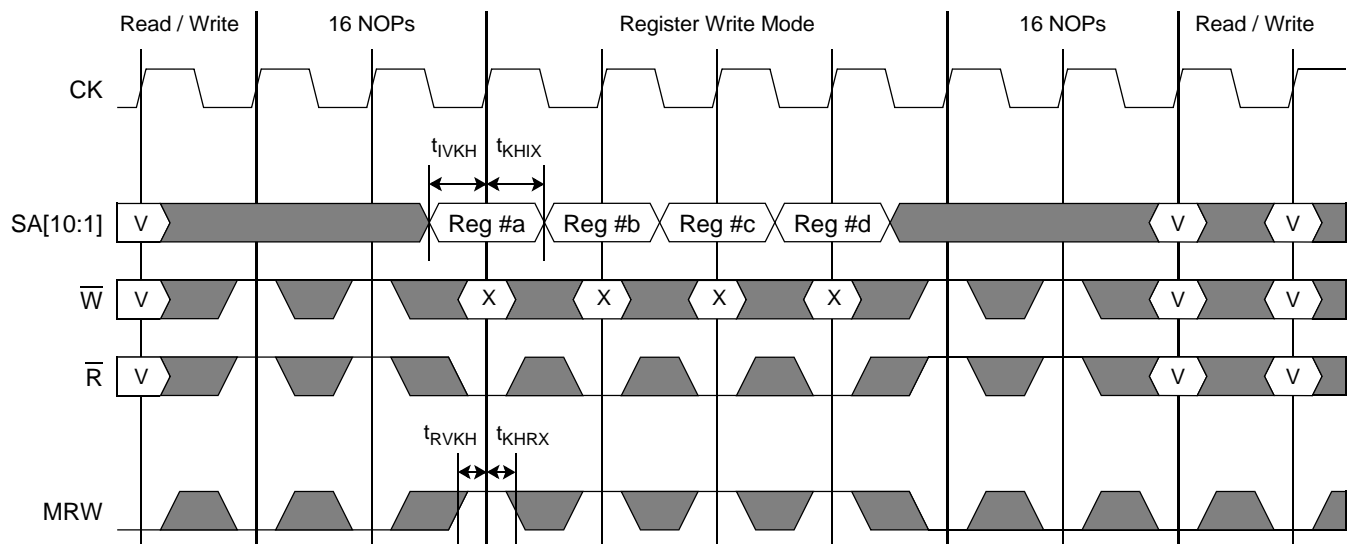 Read / Write 16 NOPs Register Write Mode 16 NOPs Read / Write
CK
tIVKH tKHIX
SA[10:1] V Reg #a Reg #b Reg #c Reg #d V V
W V X X X X V V
R V V V
tRVKH tKHRX
MRW